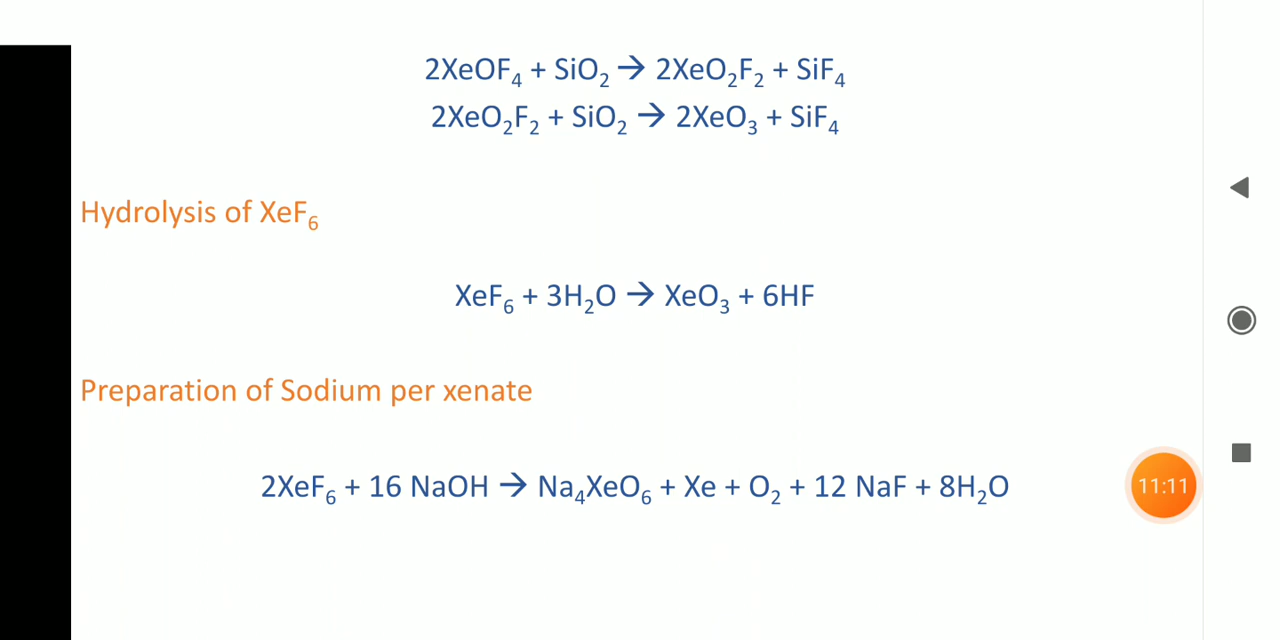 2XeOF₄ + SiO₂ → 2XeO₂F₂ + SiF₄
2XeO₂F₂ + SiO₂ → 2XeO₃ + SiF₄
Hydrolysis of XeF₆
XeF₆ + 3H₂O → XeO₃ + 6HF
Preparation of Sodium per xenate
2XeF₆ + 16 NaOH → Na₄XeO₆ + Xe + O₂ + 12 NaF + 8H₂O
11:11